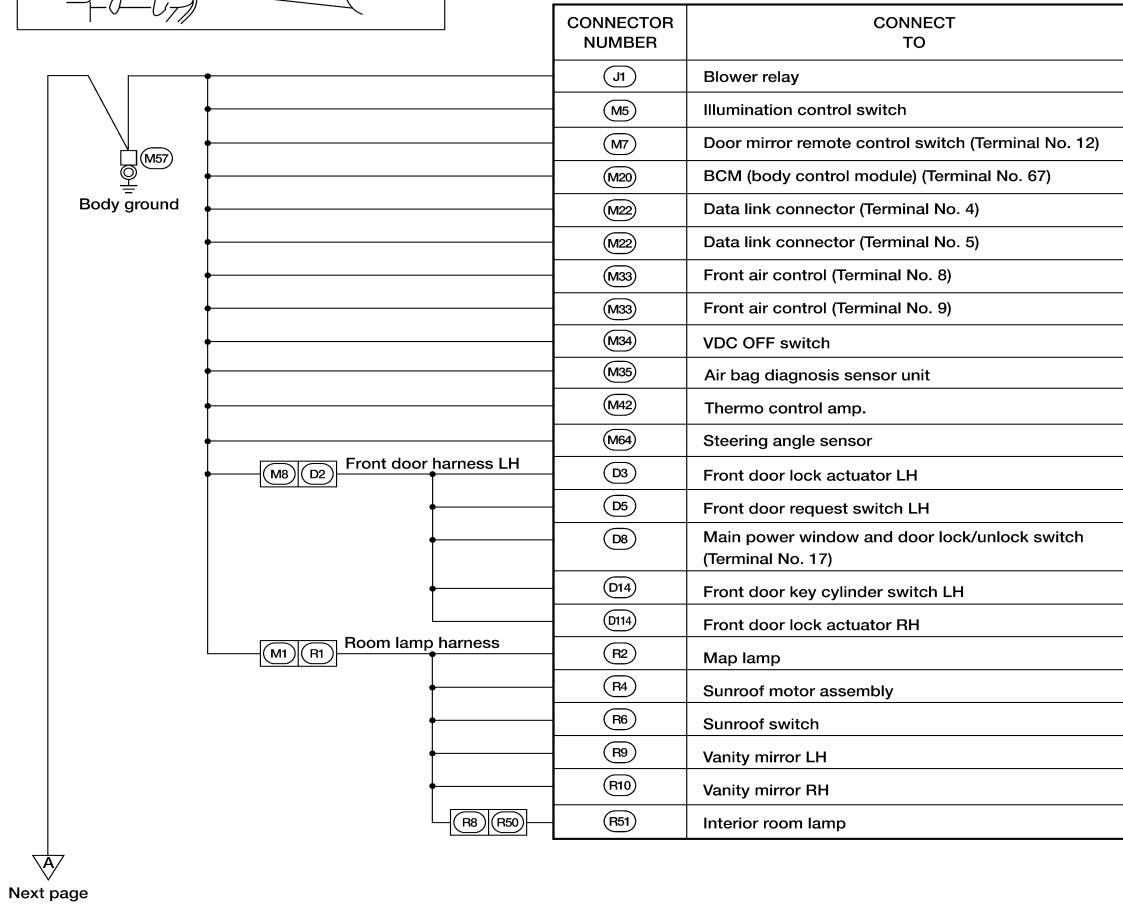 CONNECTOR NUMBER CONNECT TO
J1 Blower relay
M5 Illumination control switch
M7 Door mirror remote control switch (Terminal No. 12)
M57
M20 BCM (body control module) (Terminal No. 67)
Body ground
M22 Data link connector (Terminal No. 4)
M22 Data link connector (Terminal No. 5)
M33 Front air control (Terminal No. 8)
M33 Front air control (Terminal No. 9)
M34 VDC OFF switch
M35 Air bag diagnosis sensor unit
M42 Thermo control amp.
M64 Steering angle sensor
M8 D2 Front door harness LH D3 Front door lock actuator LH
D5 Front door request switch LH
D8 Main power window and door lock/unlock switch
(Terminal No. 17)
D14 Front door key cylinder switch LH
D114 Front door lock actuator RH
M1 R1 Room lamp harness R2 Map lamp
R4 Sunroof motor assembly
R6 Sunroof switch
R9 Vanity mirror LH
R10 Vanity mirror RH
R8 R50 R51 Interior room lamp
A
Next page